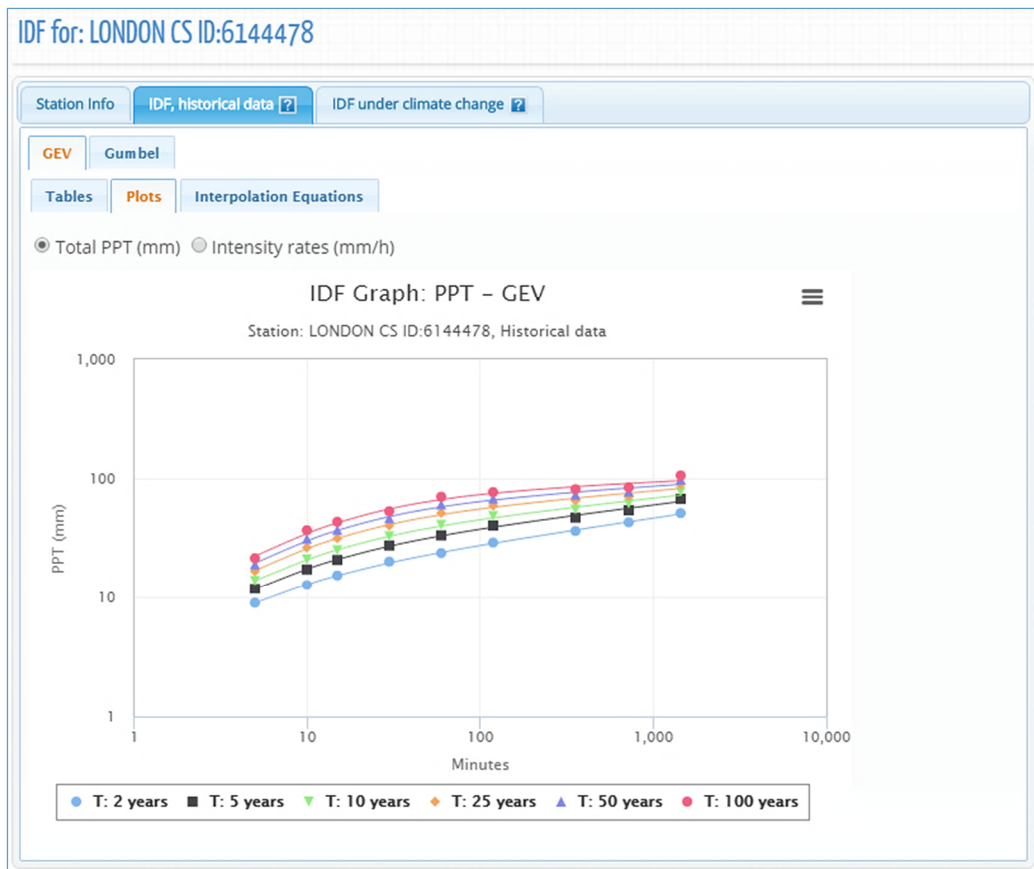 IDF for: LONDON CS ID:6144478
Station Info IDF, historical data ? IDF under climate change ?
GEV Gumbel
Tables Plots Interpolation Equations
Total PPT (mm) Intensity rates (mm/h)
IDF Graph: PPT – GEV
Station: LONDON CS ID:6144478, Historical data
1,000
100
10
1
PPT (mm)
1 10 100 1,000 10,000
Minutes
T: 2 years T: 5 years T: 10 years T: 25 years T: 50 years T: 100 years